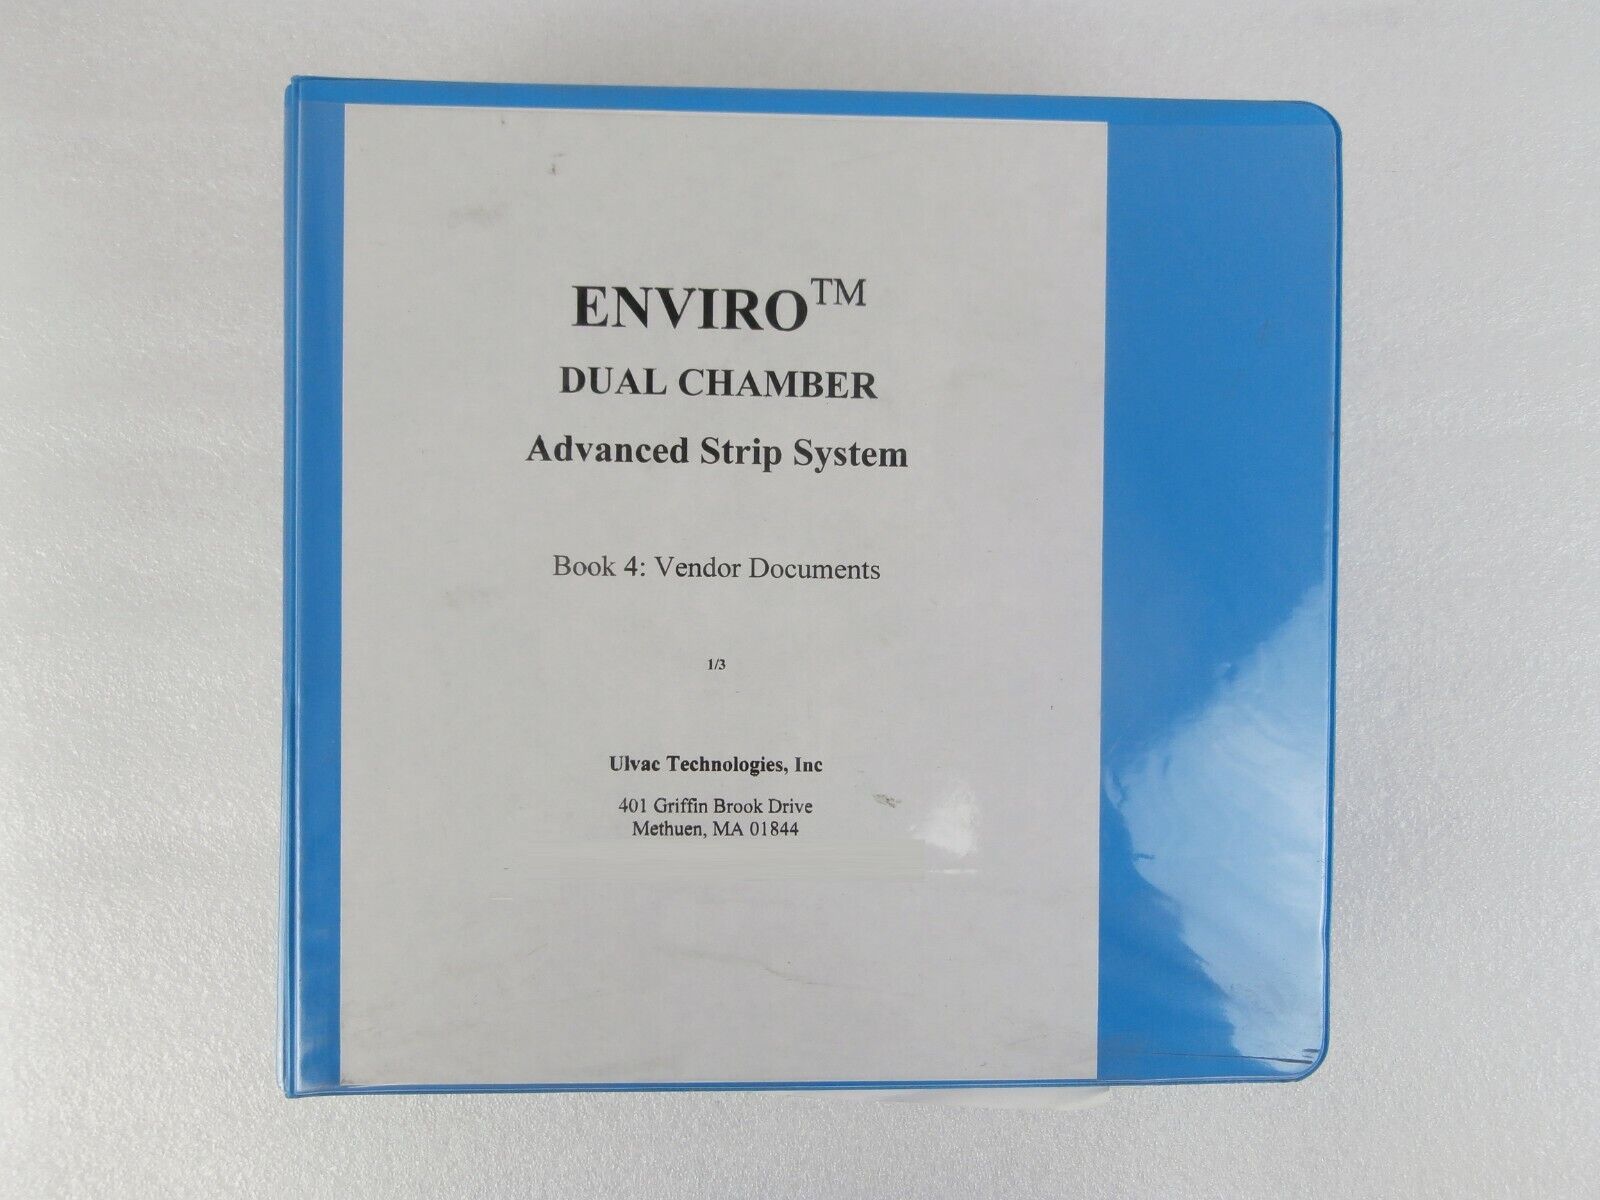 ENVIRO™
DUAL CHAMBER
Advanced Strip System
Book 4: Vendor Documents
1/3
Ulvac Technologies, Inc
401 Griffin Brook Drive
Methuen, MA 01844